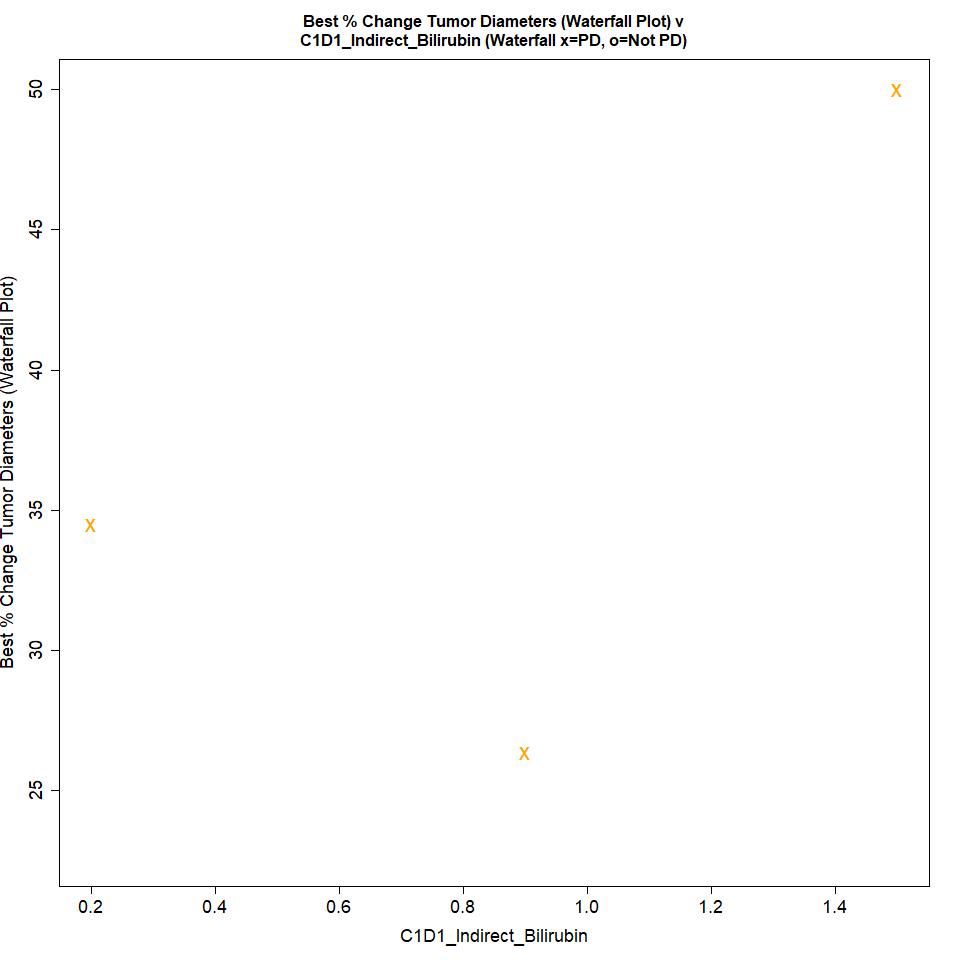 Best % Change Tumor Diameters (Waterfall Plot) v
C1D1_Indirect_Bilirubin (Waterfall x=PD, o=Not PD)
Best % Change Tumor Diameters (Waterfall Plot)
50
45
40
35
30
25
X
X
X
0.2
0.4
0.6
0.8
1.0
1.2
1.4
C1D1_Indirect_Bilirubin